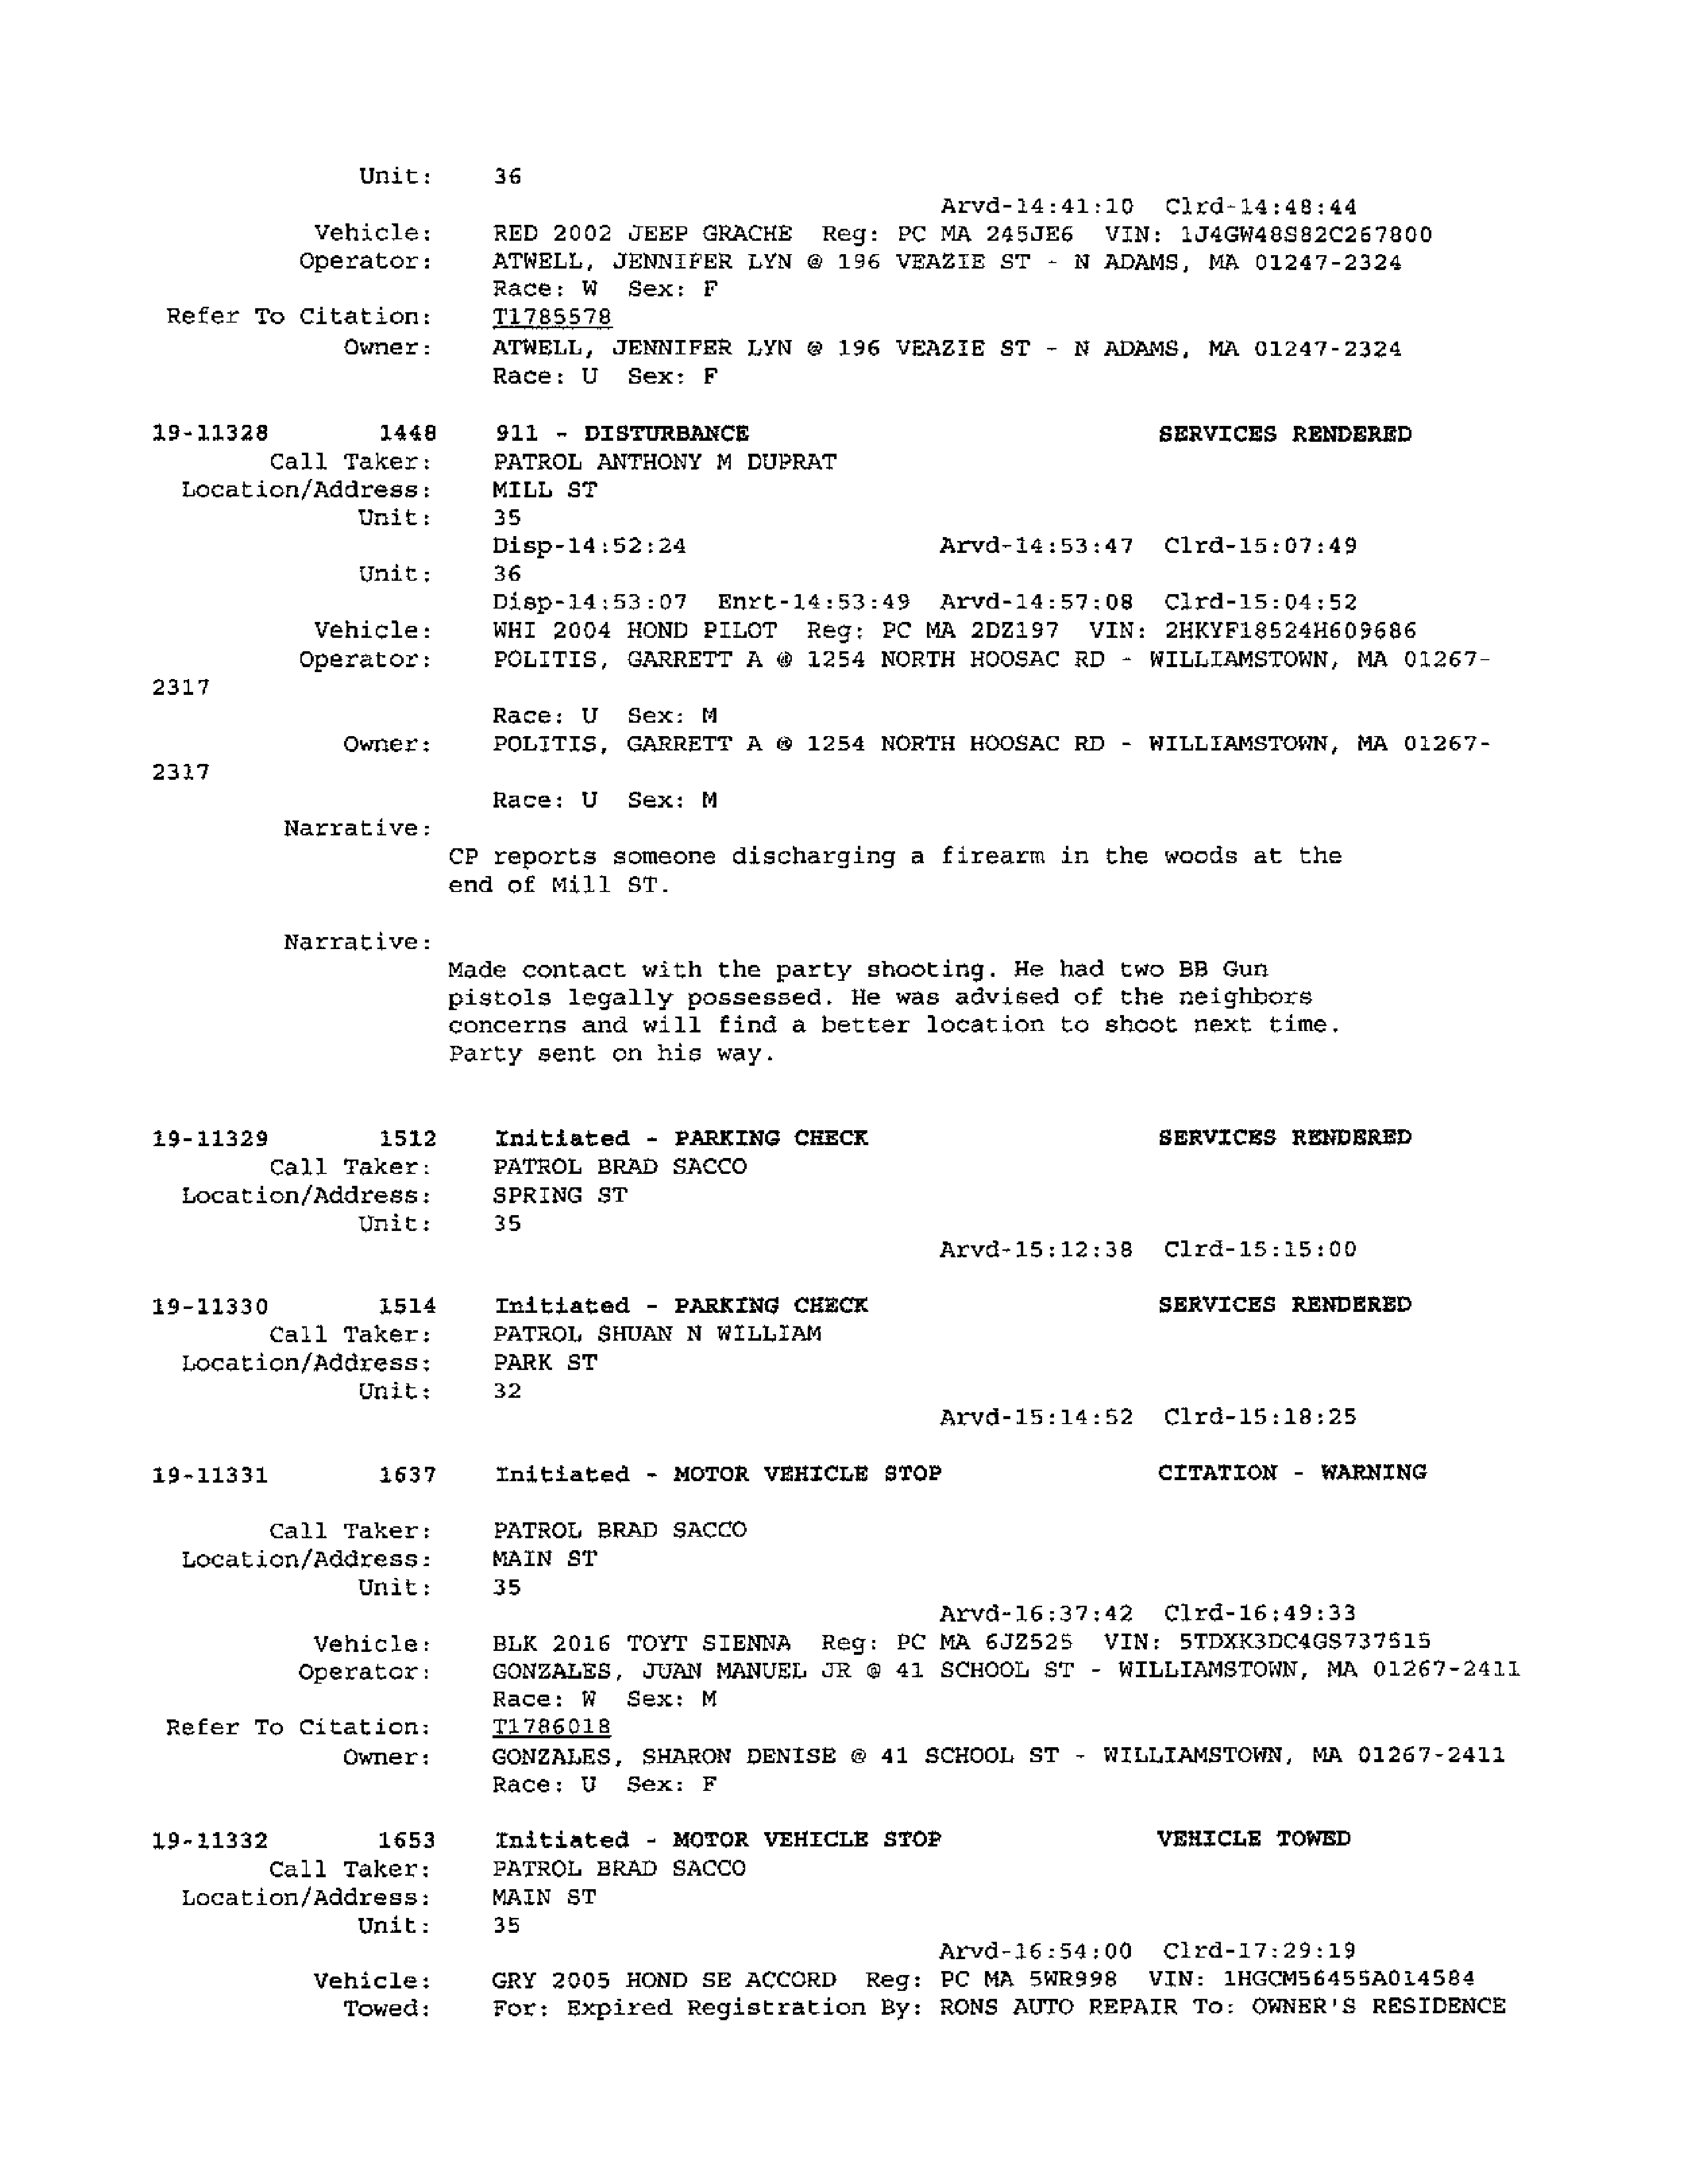 Unit: 36
Arvd-14:41:10 Clrd-14:48:44
Vehicle: RED 2002 JEEP GRACHE Reg: PC MA 245JE6 VIN: 1J4GW48S82C267800
Operator: ATWELL, JENNIFER LYN @ 196 VEAZIE ST - N ADAMS, MA 01247-2324
Race: W Sex: F
Refer To Citation: T1785578
Owner: ATWELL, JENNIFER LYN @ 196 VEAZIE ST - N ADAMS, MA 01247-2324
Race: U Sex: F
19-11328 1448 911 - DISTURBANCE SERVICES RENDERED
Call Taker: PATROL ANTHONY M DUPRAT
Location/Address: MILL ST
Unit: 35
Disp-14:52:24 Arvd-14:53:47 Clrd-15:07:49
Unit: 36
Disp-14:53:07 Enrt-14:53:49 Arvd-14:57:08 Clrd-15:04:52
Vehicle: WHI 2004 HOND PILOT Reg: PC MA 2DZ197 VIN: 2HKYF18524H609686
Operator: POLITIS, GARRETT A @ 1254 NORTH HOOSAC RD - WILLIAMSTOWN, MA 01267-
2317
Race: U Sex: M
Owner: POLITIS, GARRETT A @ 1254 NORTH HOOSAC RD - WILLIAMSTOWN, MA 01267-
2317
Race: U Sex: M
Narrative:
CP reports someone discharging a firearm in the woods at the
end of Mill ST.
Narrative:
Made contact with the party shooting. He had two BB Gun
pistols legally possessed. He was advised of the neighbors
concerns and will find a better location to shoot next time.
Party sent on his way.
19-11329 1512 Initiated - PARKING CHECK SERVICES RENDERED
Call Taker: PATROL BRAD SACCO
Location/Address: SPRING ST
Unit: 35
Arvd-15:12:38 Clrd-15:15:00
19-11330 1514 Initiated - PARKING CHECK SERVICES RENDERED
Call Taker: PATROL SHUAN N WILLIAM
Location/Address: PARK ST
Unit: 32
Arvd-15:14:52 Clrd-15:18:25
19-11331 1637 Initiated - MOTOR VEHICLE STOP CITATION - WARNING
Call Taker: PATROL BRAD SACCO
Location/Address: MAIN ST
Unit: 35
Arvd-16:37:42 Clrd-16:49:33
Vehicle: BLK 2016 TOYT SIENNA Reg: PC MA 6JZ525 VIN: 5TDXK3DC4GS737515
Operator: GONZALES, JUAN MANUEL JR @ 41 SCHOOL ST - WILLIAMSTOWN, MA 01267-2411
Race: W Sex: M
Refer To Citation: T1786018
Owner: GONZALES, SHARON DENISE @ 41 SCHOOL ST - WILLIAMSTOWN, MA 01267-2411
Race: U Sex: F
19-11332 1653 Initiated - MOTOR VEHICLE STOP VEHICLE TOWED
Call Taker: PATROL BRAD SACCO
Location/Address: MAIN ST
Unit: 35
Arvd-16:54:00 Clrd-17:29:19
Vehicle: GRY 2005 HOND SE ACCORD Reg: PC MA 5WR998 VIN: 1HGCM56455A014584
Towed: For: Expired Registration By: RONS AUTO REPAIR To: OWNER'S RESIDENCE